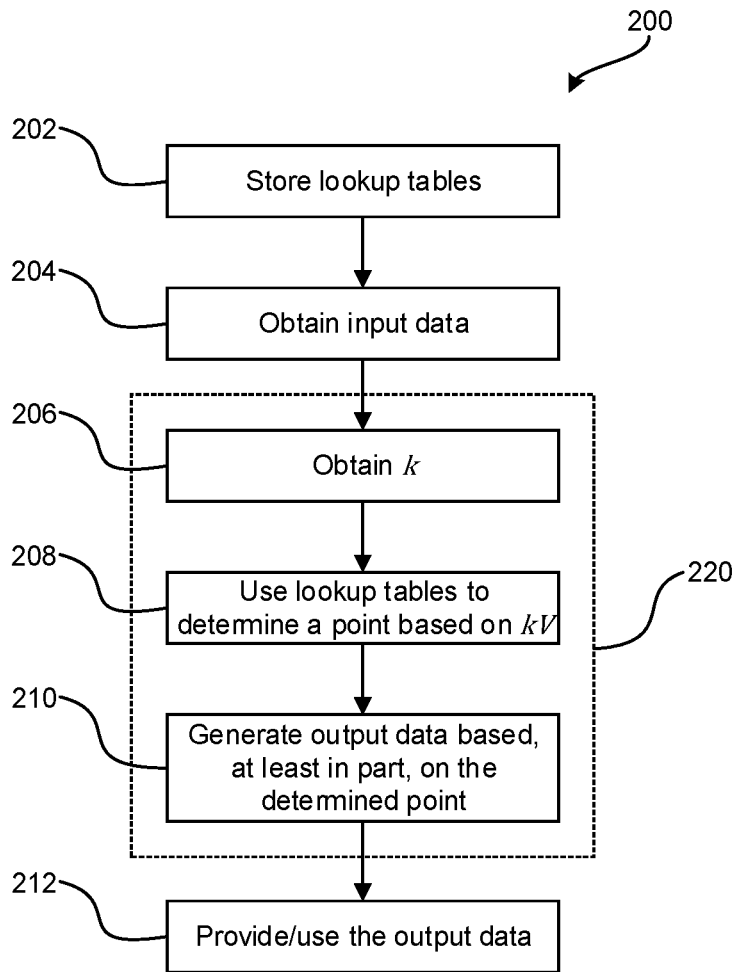 200
202
Store lookup tables
204
Obtain input data
206
Obtain k
208
Use lookup tables to
determine a point based on kV
220
210
Generate output data based,
at least in part, on the
determined point
212
Provide/use the output data